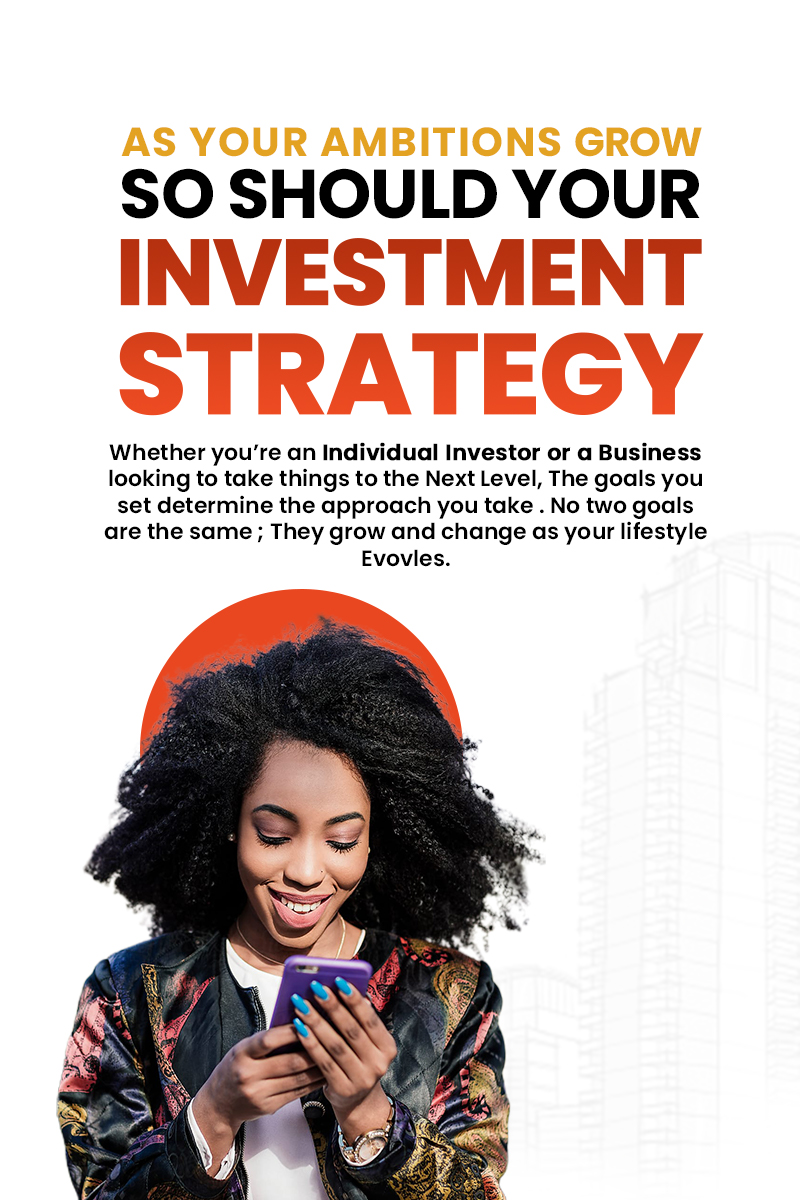 AS YOUR AMBITIONS GROW
SO SHOULD YOUR
INVESTMENT
STRATEGY
Whether you’re an Individual Investor or a Business
looking to take things to the Next Level, The goals you
set determine the approach you take . No two goals
are the same ; They grow and change as your lifestyle
Evovles.